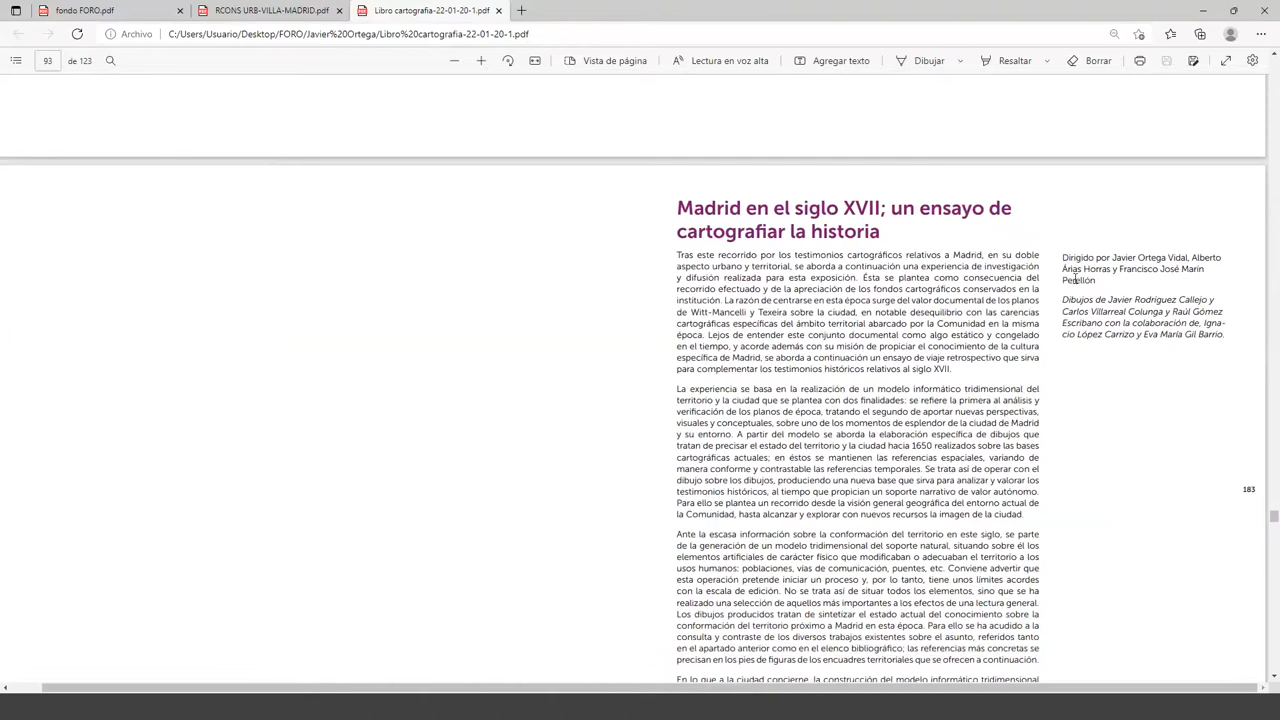 fondo FORO.pdf
RCONS URB-VILLA-MADRID.pdf
Libro cartografia-22-01-20-1.pdf
Archivo
C:/Users/Usuario/Desktop/FORO/Javier%20Ortega/Libro%20cartografia-22-01-20-1.pdf
93 de 123
Vista de página
Lectura en voz alta
Agregar texto
Dibujar
Resaltar
Borrar
Madrid en el siglo XVII; un ensayo de
cartografiar la historia
Tras este recorrido por los testimonios cartográficos relativos a Madrid, en su doble
aspecto urbano y territorial, se aborda a continuación una experiencia de investigación
y difusión realizada para esta exposición. Ésta se plantea como consecuencia del
recorrido efectuado y de la apreciación de los fondos cartográficos conservados en la
institución. La razón de centrarse en esta época surge del valor documental de los planos
de Witt-Mancelli y Texeira sobre la ciudad, en notable desequilibrio con las carencias
cartográficas específicas del ámbito territorial abarcado por la Comunidad en la misma
época. Lejos de entender este conjunto documental como algo estático y congelado
en el tiempo, y acorde además con su misión de propiciar el conocimiento de la cultura
específica de Madrid, se aborda a continuación un ensayo de viaje retrospectivo que sirva
para complementar los testimonios históricos relativos al siglo XVII.
La experiencia se basa en la realización de un modelo informático tridimensional del
territorio y la ciudad que se plantea con dos finalidades: se refiere la primera al análisis y
verificación de los planos de época, tratando el segundo de aportar nuevas perspectivas,
visuales y conceptuales, sobre uno de los momentos de esplendor de la ciudad de Madrid
y su entorno. A partir del modelo se aborda la elaboración específica de dibujos que
tratan de precisar el estado del territorio y la ciudad hacia 1650 realizados sobre las bases
cartográficas actuales; en éstos se mantienen las referencias espaciales, variando de
manera conforme y contrastable las referencias temporales. Se trata así de operar con el
dibujo sobre los dibujos, produciendo una nueva base que sirva para analizar y valorar los
testimonios históricos, al tiempo que propician un soporte narrativo de valor autónomo.
Para ello se plantea un recorrido desde la visión general geográfica del entorno actual de
la Comunidad, hasta alcanzar y explorar con nuevos recursos la imagen de la ciudad.
Ante la escasa información sobre la conformación del territorio en este siglo, se parte
de la generación de un modelo tridimensional del soporte natural, situando sobre él los
elementos artificiales de carácter físico que modificaban o adecuaban el territorio a los
usos humanos: poblaciones, vías de comunicación, puentes, etc. Conviene advertir que
esta operación pretende iniciar un proceso y, por lo tanto, tiene unos límites acordes
con la escala de edición. No se trata así de situar todos los elementos, sino que se ha
realizado una selección de aquellos más importantes a los efectos de una lectura general.
Los dibujos producidos tratan de sintetizar el estado actual del conocimiento sobre la
conformación del territorio próximo a Madrid en esta época. Para ello se ha acudido a la
consulta y contraste de los diversos trabajos existentes sobre el asunto, referidos tanto
en el apartado anterior como en el elenco bibliográfico; las referencias más concretas se
precisan en los pies de figuras de los encuadres territoriales que se ofrecen a continuación.
En lo que a la ciudad concierne, la construcción del modelo informático tridimensional
Dirigido por Javier Ortega Vidal, Alberto
Árias Horras y Francisco José Marín
Perellón
Dibujos de Javier Rodríguez Callejo y
Carlos Villarreal Colunga y Raúl Gómez
Escribano con la colaboración de, Igna-
cio López Carrizo y Eva María Gil Barrio.
183